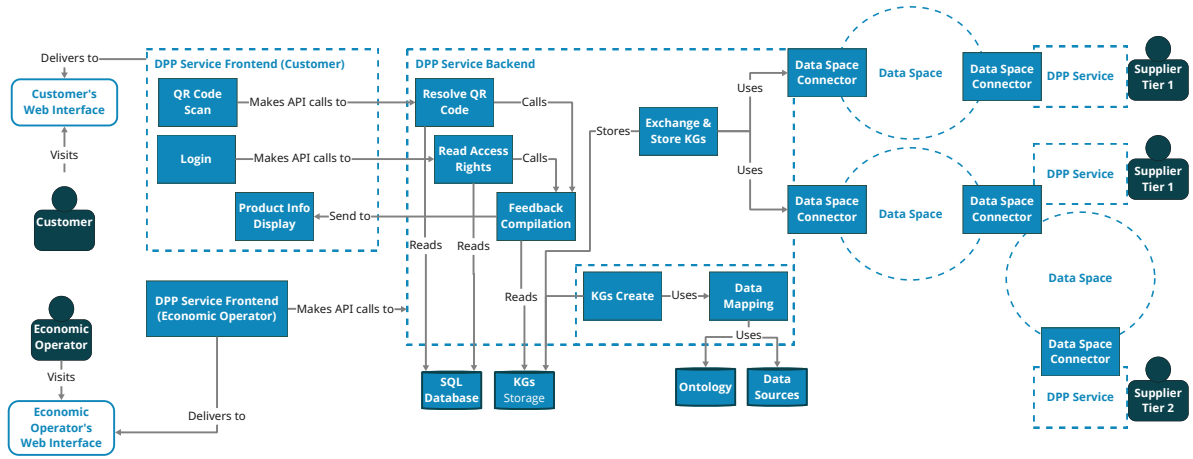 Delivers to
Customer's
Web Interface
Visits
Customer
DPP Service Frontend (Customer)
QR Code
Scan
Makes API calls to
Login
Makes API calls to
Product Info
Display
Send to
DPP Service Backend
Resolve QR
Code
Calls
Read Access
Rights
Calls
Feedback
Compilation
Reads
Reads
Reads
Stores
Exchange &
Store KGs
Uses
Uses
KGs Create
Uses
Data
Mapping
Uses
SQL
Database
KGs
Storage
Ontology
Data
Sources
Economic
Operator
Visits
Economic
Operator's
Web Interface
DPP Service Frontend
(Economic Operator)
Makes API calls to
Delivers to
Data Space
Connector
Data Space
Data Space
Connector
DPP Service
Supplier
Tier 1
Data Space
Connector
Data Space
Data Space
Connector
DPP Service
Supplier
Tier 1
Data Space
Data Space
Connector
DPP Service
Supplier
Tier 2